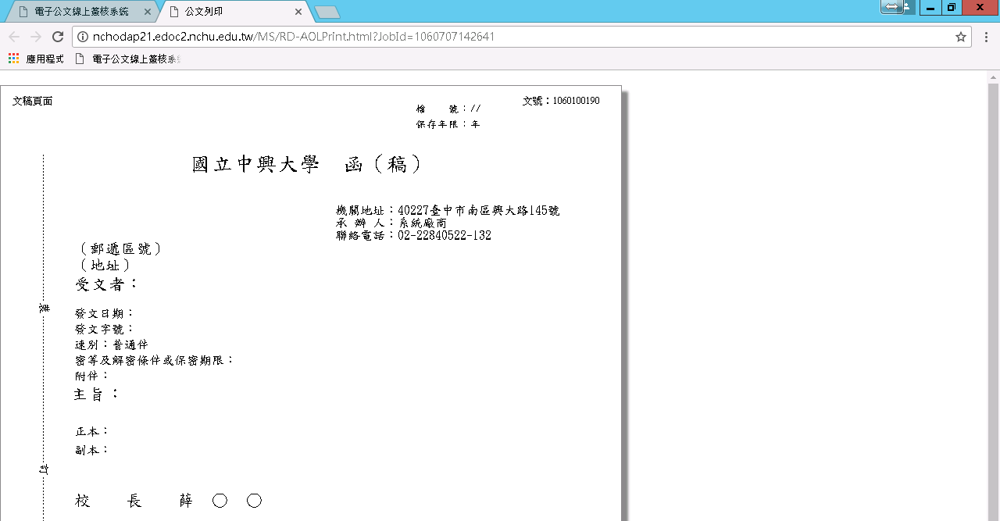 電子公文線上簽核系統
公文列印
nchodap21.edoc2.nchu.edu.tw/MS/RD-AOLPrint.html?JobId=1060707142641
應用程式
電子公文線上簽核系
文稿頁面
檔 號：//
保存年限：年
文號：1060100190
國立中興大學 函（稿）
機關地址：40227臺中市南區興大路145號
承 辦 人：系統廠商
聯絡電話：02-22840522-132
（郵遞區號）
（地址）
受文者：
發文日期：
發文字號：
速別：普通件
密等及解密條件或保密期限：
附件：
主旨：
正本：
副本：
校 長 薛 ○ ○
裝
訂